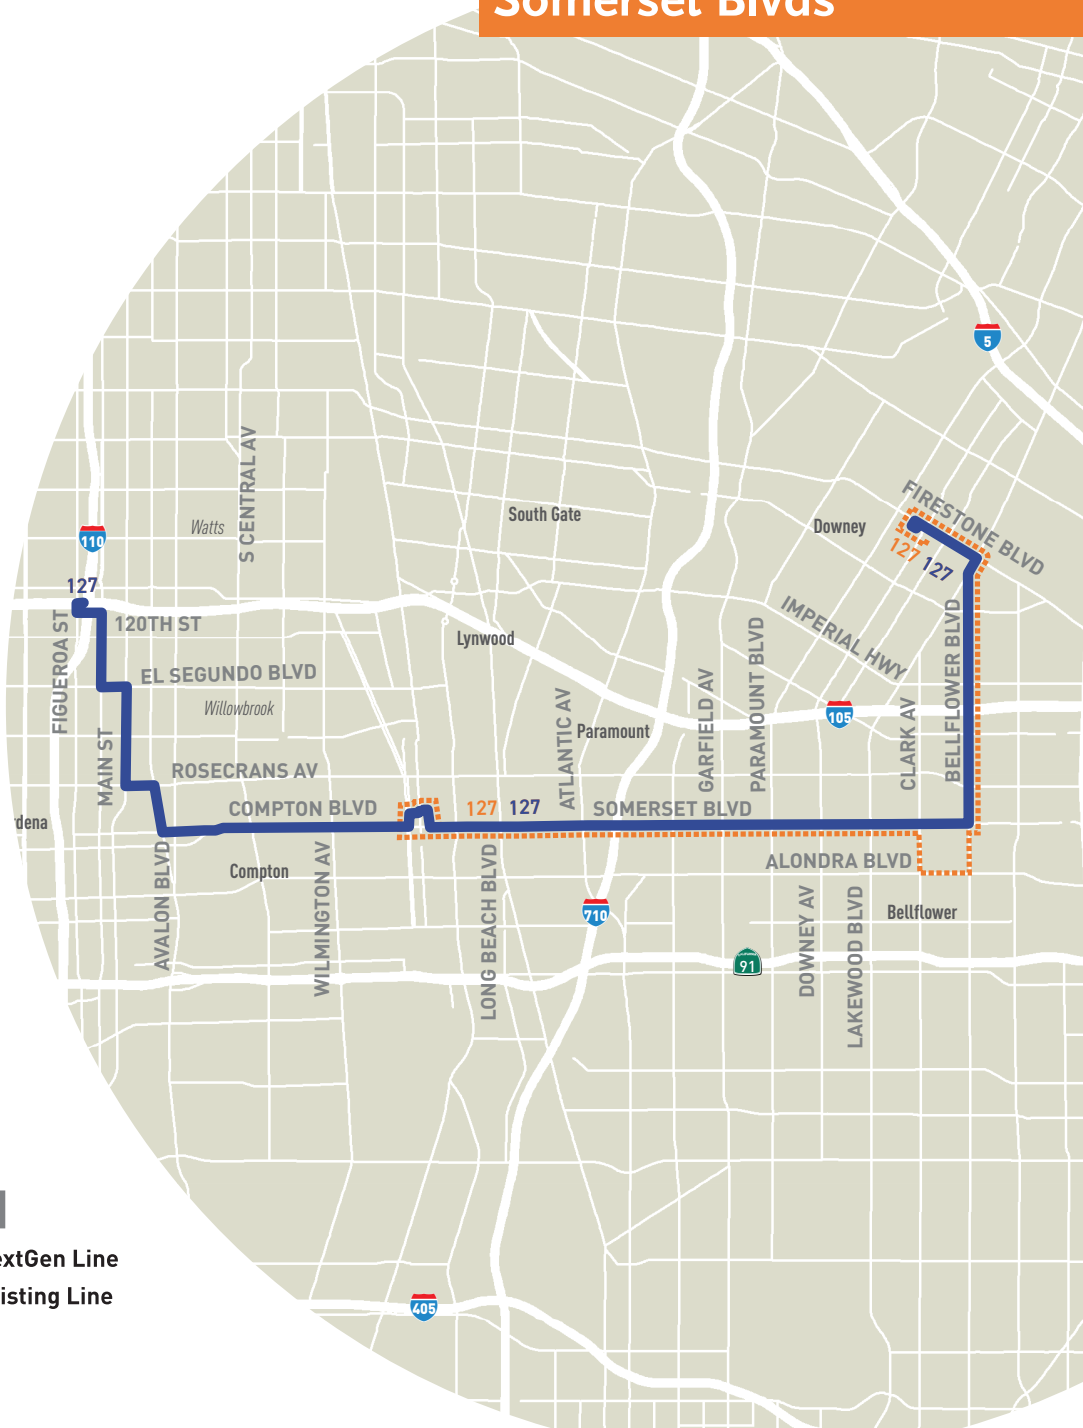 Somerset Blvds
5
S CENTRAL AV
Watts
South Gate
Downey
FIRESTONE BLVD
110
127
127
127
120TH ST
FIGUEROA ST
Lynwood
IMPERIAL HWY
BELLFLOWER BLVD
PARAMOUNT BLVD
EL SEGUNDO BLVD
Willowbrook
ATLANTIC AV
Paramount
GARFIELD AV
105
CLARK AV
MAIN ST
ROSECRANS AV
COMPTON BLVD
127
127
SOMERSET BLVD
rdena
Compton
AVALON BLVD
WILMINGTON AV
LONG BEACH BLVD
ALONDRA BLVD
710
Bellflower
DOWNEY AV
LAKEWOOD BLVD
91
extGen Line
isting Line
405